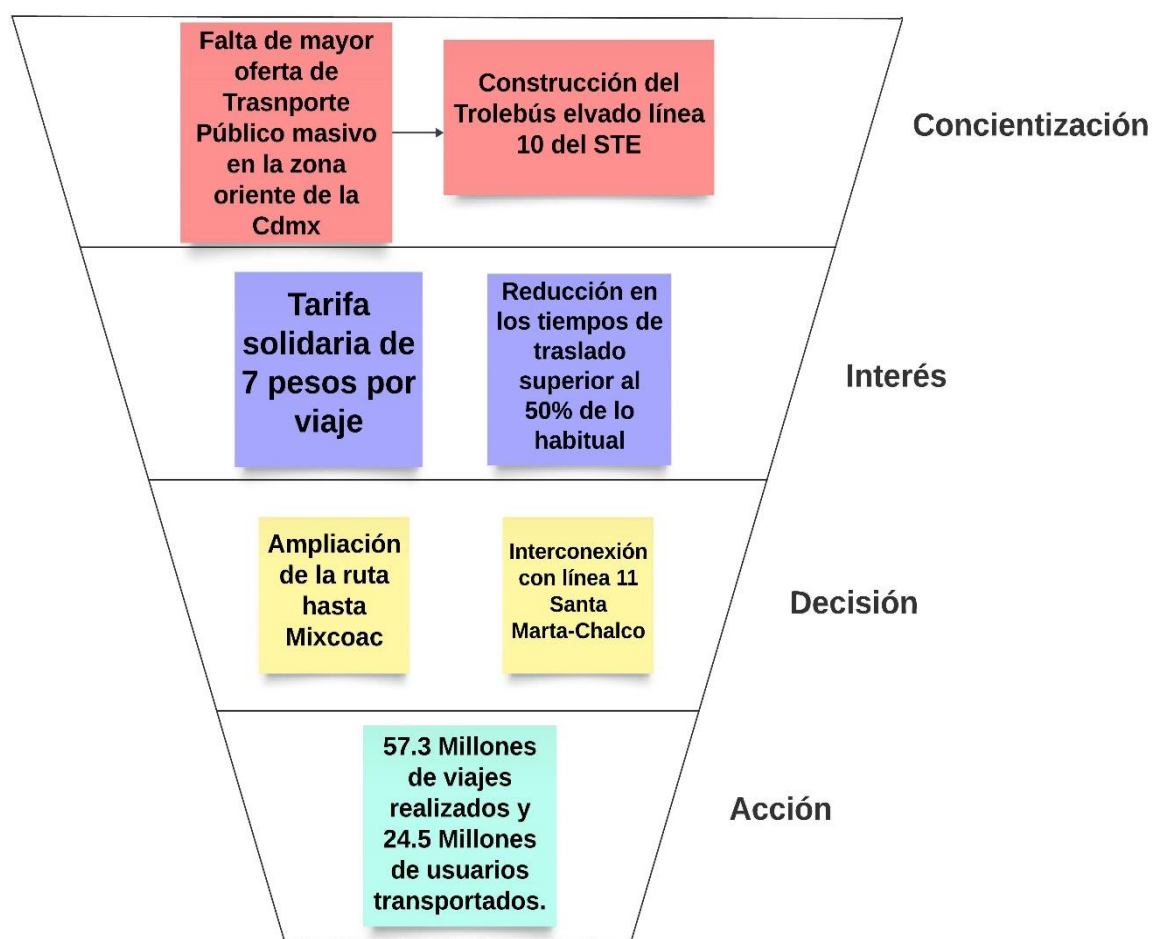 Falta de mayor
oferta de
Trasnporte
Público masivo
en la zona
oriente de la
Cdmx
Construcción del
Trolebús elvado línea
10 del STE
Concientización
Tarifa
solidaria de
7 pesos por
viaje
Reducción en
los tiempos de
traslado
superior al
50% de lo
habitual
Interés
Ampliación
de la ruta
hasta
Mixcoac
Interconexión
con línea 11
Santa
Marta-Chalco
Decisión
57.3 Millones
de viajes
realizados y
24.5 Millones
de usuarios
transportados.
Acción